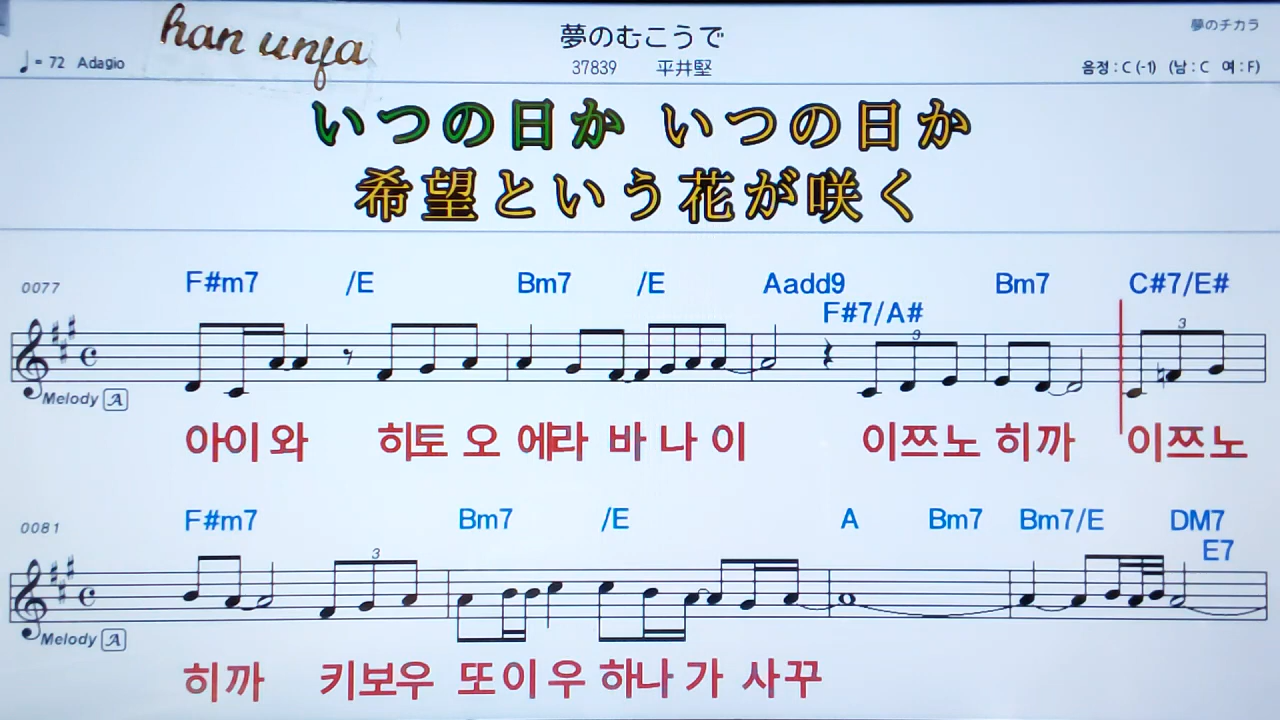 han unja
夢のむこうで
夢のチカラ
♩= 72 Adagio
37839 平井堅
음정 : C (-1) (남 : C 여 : F)
いつの日か いつの日か
希望という花が咲く
0077
F#m7 /E Bm7 /E Aadd9 F#7/A# Bm7 C#7/E#
3 3
Melody A
아이와 히토 오 에라 바 나 이 이쯔노 히까 이쯔노
0081
F#m7 Bm7 /E A Bm7 Bm7/E DM7 E7
3
Melody A
히까 키보우 또이우 하나 가 사꾸